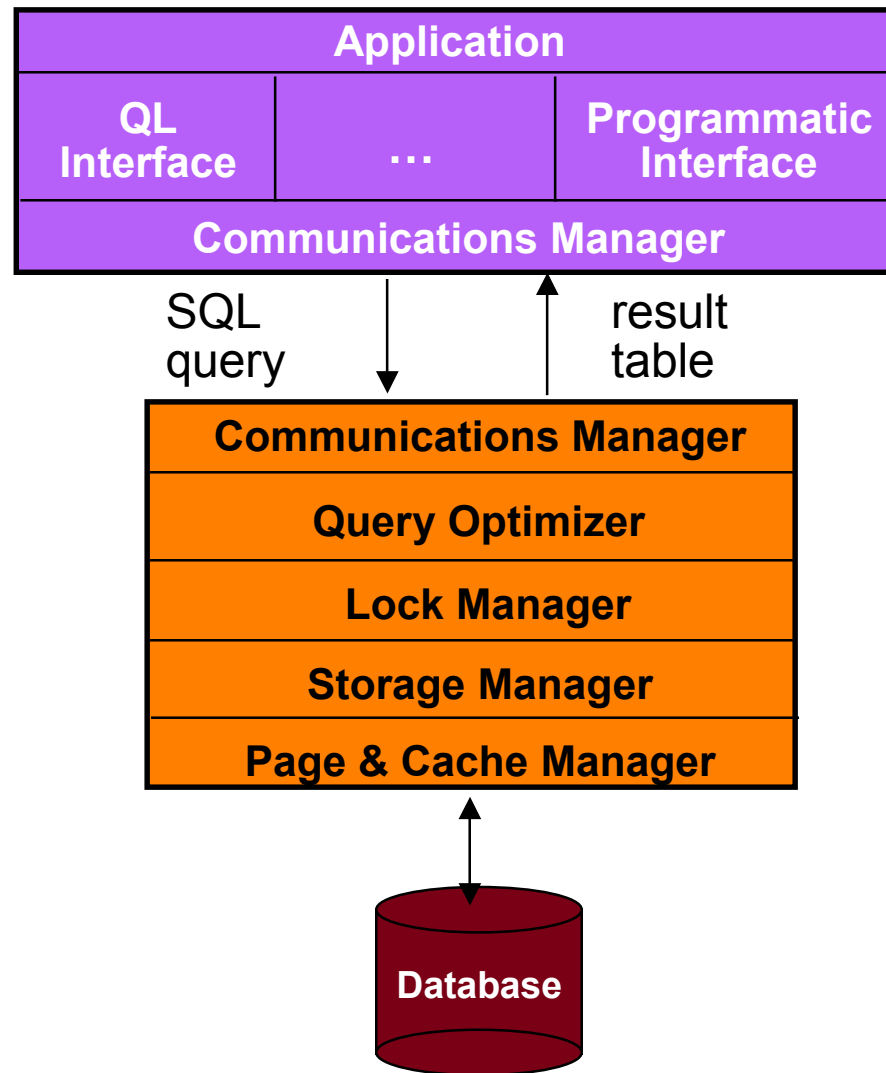 Application
QL
Interface
...
Programmatic
Interface
Communications Manager
SQL
query
result
table
Communications Manager
Query Optimizer
Lock Manager
Storage Manager
Page & Cache Manager
Database